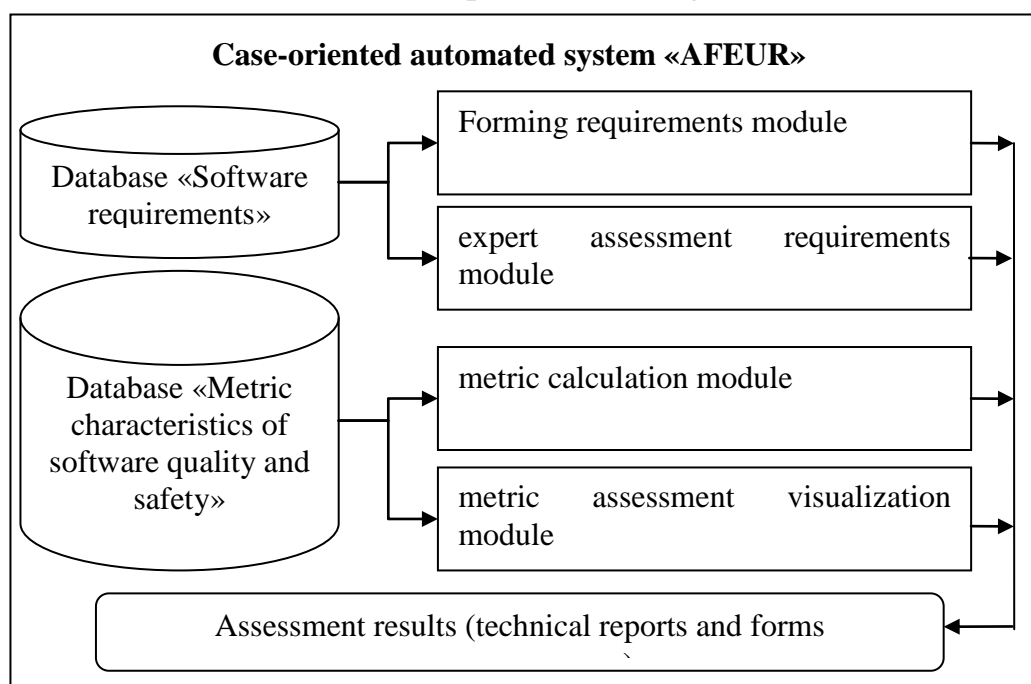 Case-oriented automated system «AFEUR»
Database «Software
requirements»
Forming requirements module
expert assessment requirements
module
Database «Metric
characteristics of
software quality and
safety»
metric calculation module
metric assessment visualization
module
Assessment results (technical reports and forms